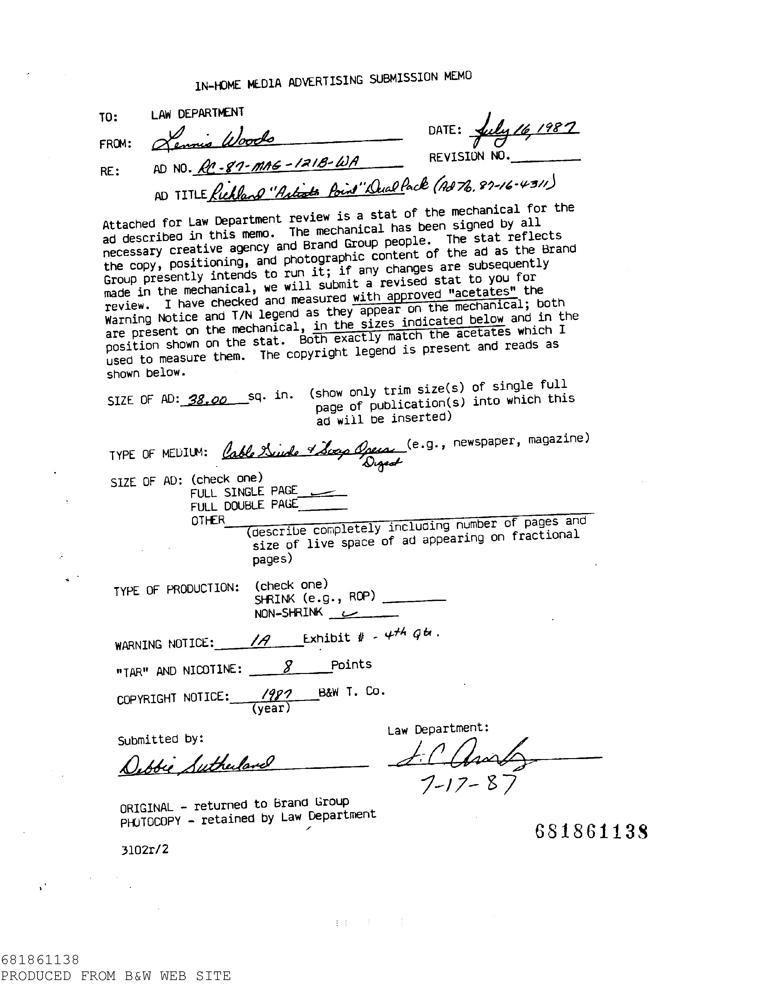 IN-HOME MEDIA ADVERTISING SUBMISSION MEMO
TO: LAW DEPARTMENT
FROM: Lennis Woods DATE: July 16, 1987
RE: AD NO. RC-87-MAG-121B-WA REVISION NO.
AD TITLE Richland "Artists Point" Dual Pack (Ad 7B. 87-16-4311)
Attached for Law Department review is a stat of the mechanical for the
ad described in this memo. The mechanical has been signed by all
necessary creative agency and Brand Group people. The stat reflects
the copy, positioning, and photographic content of the ad as the Brand
Group presently intends to run it; if any changes are subsequently
made in the mechanical, we will submit a revised stat to you for
review. I have checked and measured with approved "acetates" the
Warning Notice and T/N legend as they appear on the mechanical; both
are present on the mechanical, in the sizes indicated below and in the
position shown on the stat. Both exactly match the acetates which I
used to measure them. The copyright legend is present and reads as
shown below.
SIZE OF AD: 38.00 sq. in. (show only trim size(s) of single full
page of publication(s) into which this
ad will be inserted)
TYPE OF MEDIUM: Cable Guide & Soap Opera (e.g., newspaper, magazine)
Digest
SIZE OF AD: (check one)
FULL SINGLE PAGE
FULL DOUBLE PAGE
OTHER
(describe completely including number of pages and
size of live space of ad appearing on fractional
pages)
TYPE OF PRODUCTION: (check one)
SHRINK (e.g., ROP)
NON-SHRINK
WARNING NOTICE: 1A Exhibit # - 4th Qtr.
"TAR" AND NICOTINE: 8 Points
COPYRIGHT NOTICE: 1987 B&W T. Co.
(year)
Submitted by: Law Department:
Debbie Sutherland
7-17-87
ORIGINAL - returned to Brand Group
PHOTOCOPY - retained by Law Department
681861138
3102r/2
681861138
PRODUCED FROM B&W WEB SITE